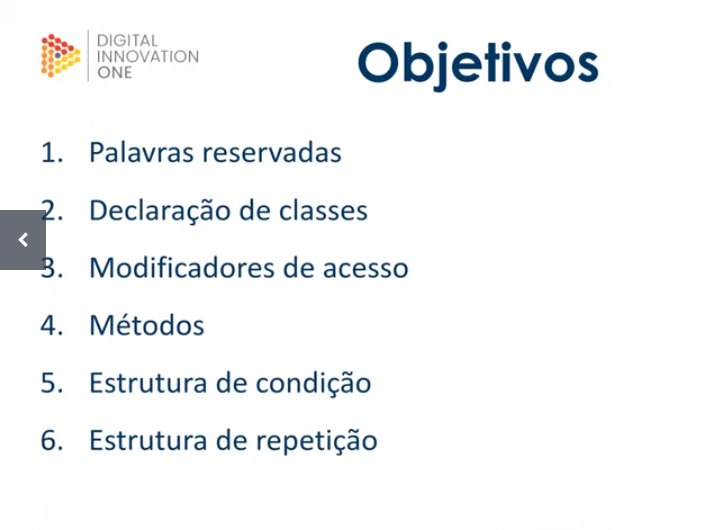 DIGITAL
INNOVATION
ONE
Objetivos
1. Palavras reservadas
2. Declaração de classes
3. Modificadores de acesso
4. Métodos
5. Estrutura de condição
6. Estrutura de repetição